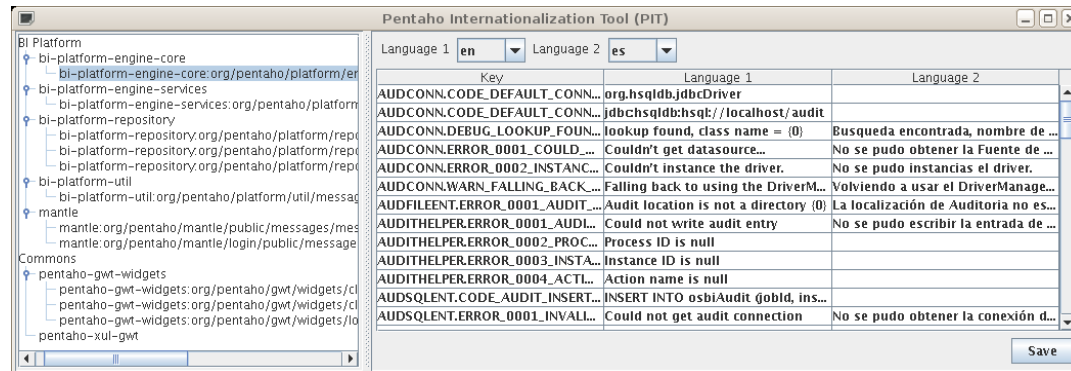 Pentaho Internationalization Tool (PIT)
BI Platform
bi-platform-engine-core
bi-platform-engine-core:org/pentaho/platform/er
bi-platform-engine-services
bi-platform-engine-services:org/pentaho/platform
bi-platform-repository
bi-platform-repository:org/pentaho/platform/repo
bi-platform-repository:org/pentaho/platform/repo
bi-platform-repository:org/pentaho/platform/repo
bi-platform-util
bi-platform-util:org/pentaho/platform/util/messag
mantle
mantle:org/pentaho/mantle/public/messages/mes
mantle:org/pentaho/mantle/login/public/message
Commons
pentaho-gwt-widgets
pentaho-gwt-widgets:org/pentaho/gwt/widgets/cl
pentaho-gwt-widgets:org/pentaho/gwt/widgets/cl
pentaho-gwt-widgets:org/pentaho/gwt/widgets/lo
pentaho-xul-gwt
Language 1 en Language 2 es
Key Language 1 Language 2
AUDCONN.CODE_DEFAULT_CONN... org.hsqldb.jdbcDriver
AUDCONN.CODE_DEFAULT_CONN... jdbc:hsqldb:hsql://localhost/audit
AUDCONN.DEBUG_LOOKUP_FOUN... lookup found, class name = {0} Busqueda encontrada, nombre de ...
AUDCONN.ERROR_0001_COULD_... Couldn't get datasource... No se pudo obtener la Fuente de ...
AUDCONN.ERROR_0002_INSTANC... Couldn't instance the driver. No se pudo instancias el driver.
AUDCONN.WARN_FALLING_BACK_... Falling back to using the DriverM... Volviendo a usar el DriverManage...
AUDFILEENT.ERROR_0001_AUDIT_... Audit location is not a directory {0} La localización de Auditoria no es...
AUDITHELPER.ERROR_0001_AUDI... Could not write audit entry No se pudo escribir la entrada de ...
AUDITHELPER.ERROR_0002_PROC... Process ID is null
AUDITHELPER.ERROR_0003_INSTA... Instance ID is null
AUDITHELPER.ERROR_0004_ACTI... Action name is null
AUDSQLENT.CODE_AUDIT_INSERT... INSERT INTO osbiAudit (jobId, ins...
AUDSQLENT.ERROR_0001_INVALI... Could not get audit connection No se pudo obtener la conexión d...
Save